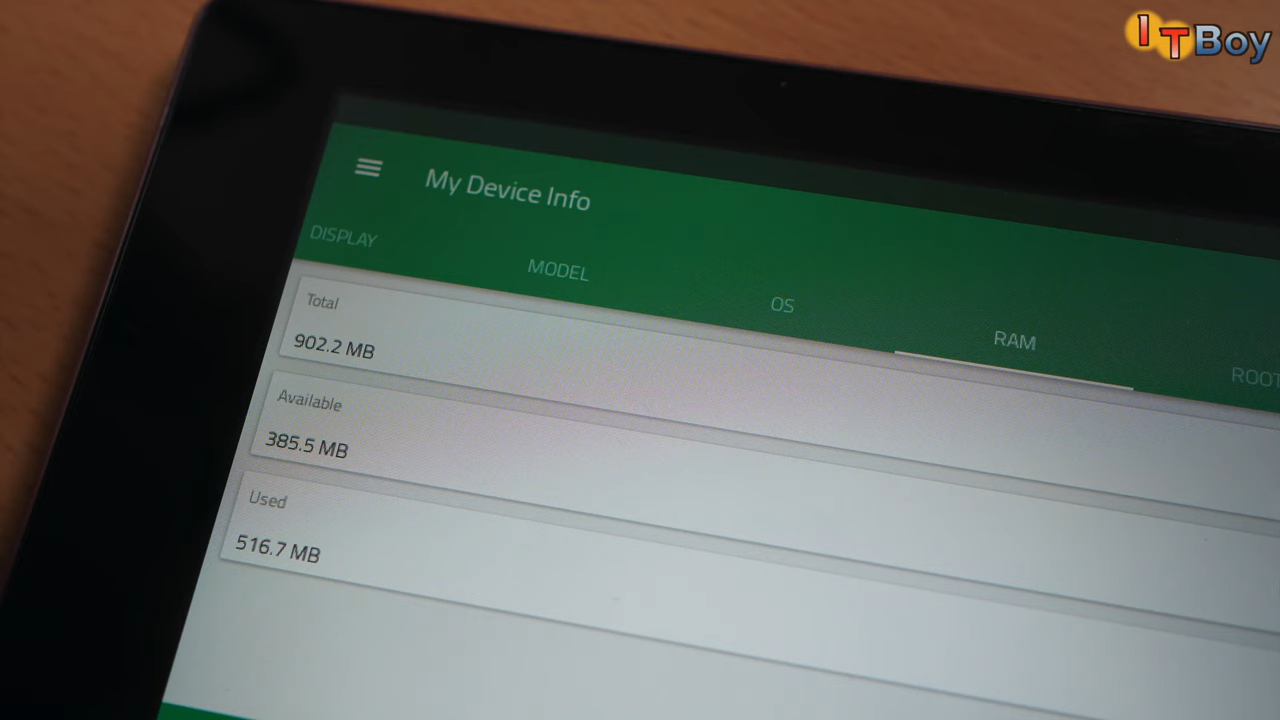 ITBoy
My Device Info
DISPLAY MODEL OS RAM ROOT
Total
902.2 MB
Available
385.5 MB
Used
516.7 MB